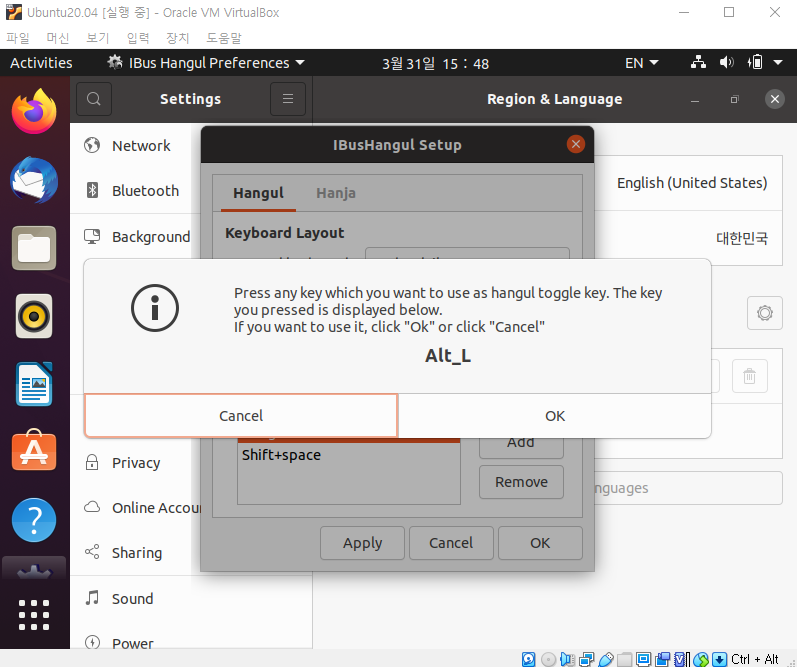 Ubuntu20.04 [실행 중] - Oracle VM VirtualBox
파일 머신 보기 입력 장치 도움말
Activities IBus Hangul Preferences 3월 31일 15 : 48 EN
Settings Region & Language
IBusHangul Setup
Network
Hangul Hanja
English (United States)
Bluetooth
Keyboard Layout
Background
대한민국
Press any key which you want to use as hangul toggle key. The key
you pressed is displayed below.
If you want to use it, click "Ok" or click "Cancel"
Alt_L
Cancel OK
Add
Shift+space
Privacy
Remove
nguages
Online Accou
Apply Cancel OK
Sharing
Sound
Power
Ctrl + Alt